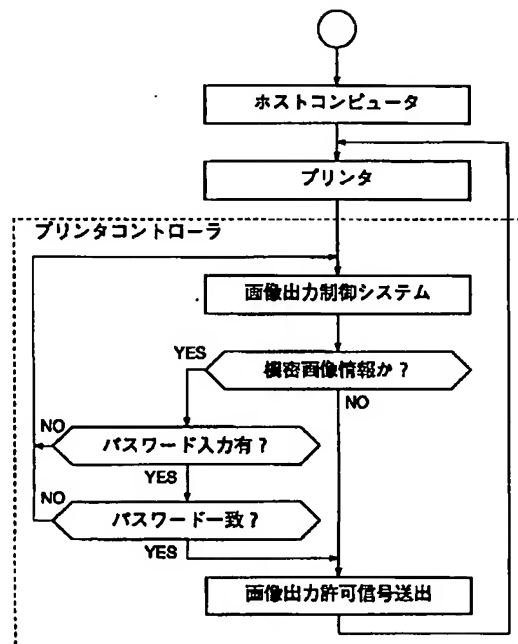 ホストコンピュータ
プリンタ
プリンタコントローラ
画像出力制御システム
YES
機密画像情報か？
NO
NO
パスワード入力有？
YES
NO
パスワード一致？
YES
画像出力許可信号送出